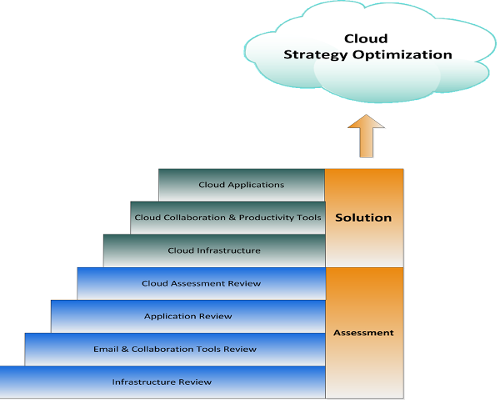 Cloud
Strategy Optimization
Cloud Applications
Cloud Collaboration & Productivity Tools
Solution
Cloud Infrastructure
Cloud Assessment Review
Application Review
Assessment
Email & Collaboration Tools Review
Infrastructure Review